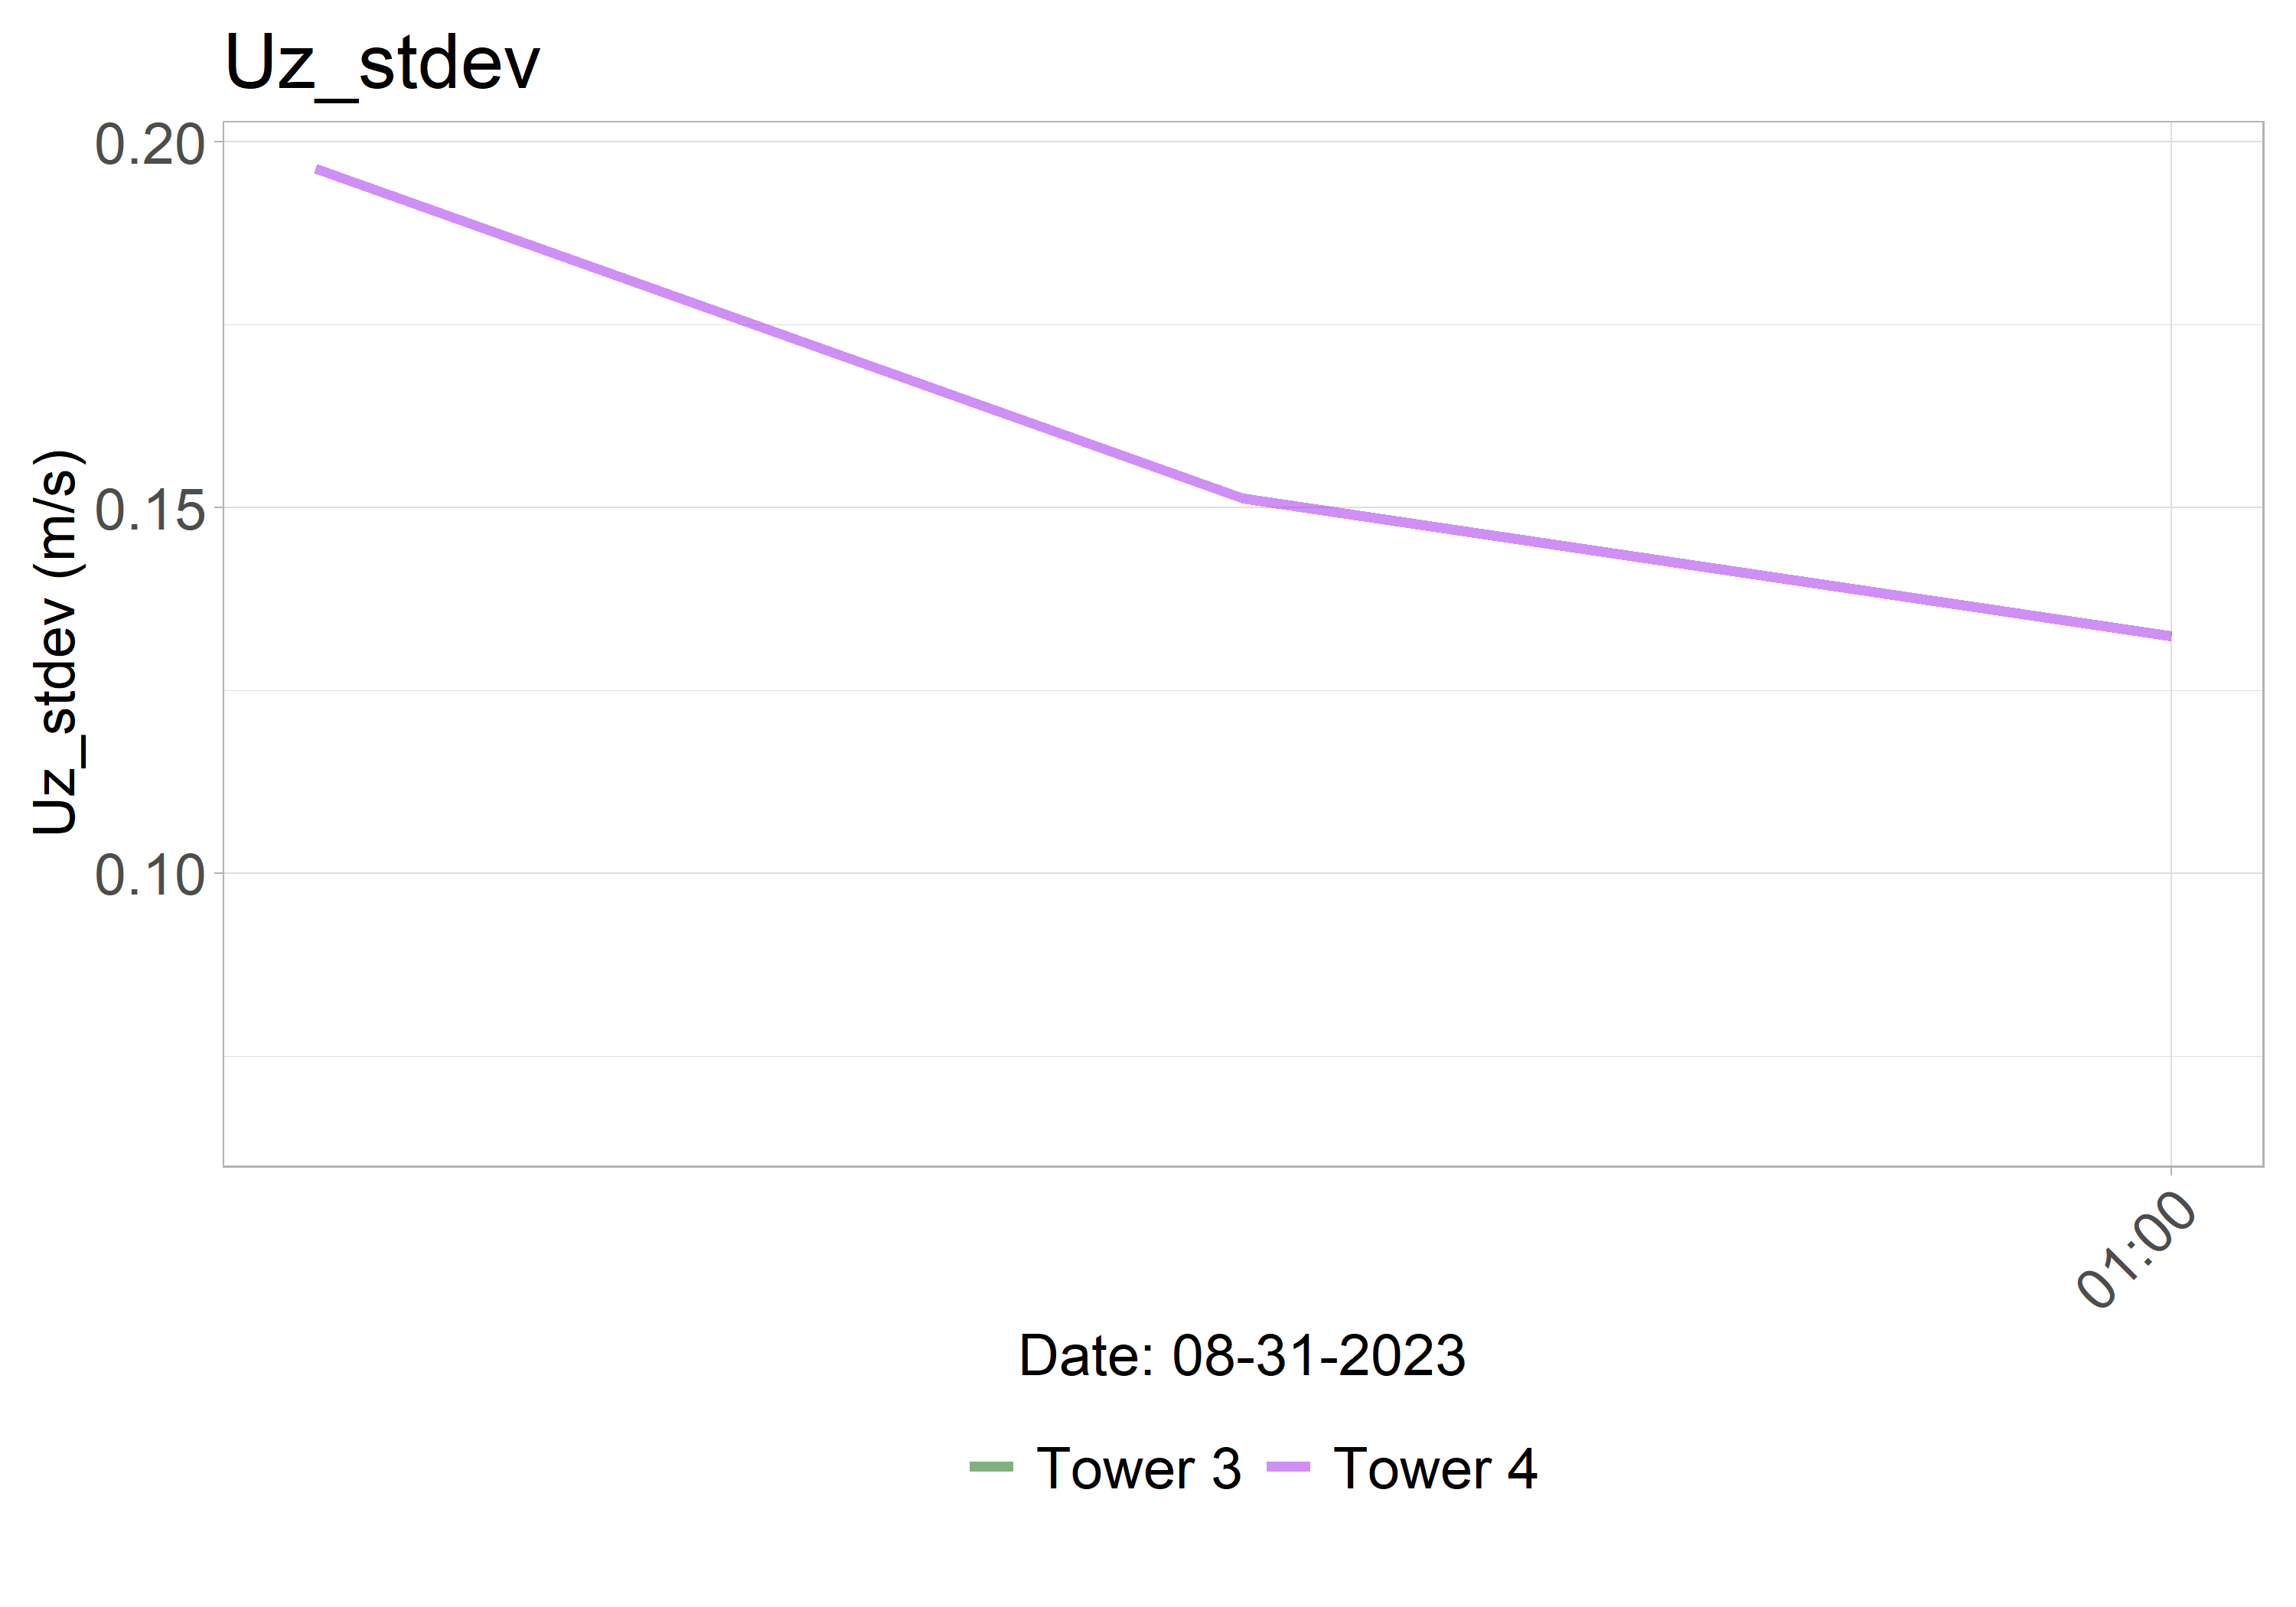 Uz_stdev
Uz_stdev (m/s)
0.20
0.15
0.10
01:00
Date: 08-31-2023
Tower 3 Tower 4